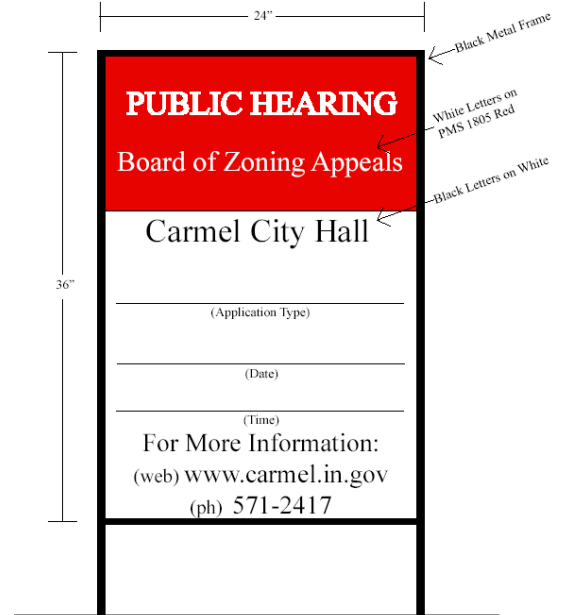 24”
Black Metal Frame
PUBLIC HEARING
White Letters on
PMS 1805 Red
Board of Zoning Appeals
Black Letters on White
Carmel City Hall
36”
(Application Type)
(Date)
(Time)
For More Information:
(web) www.carmel.in.gov
(ph) 571-2417